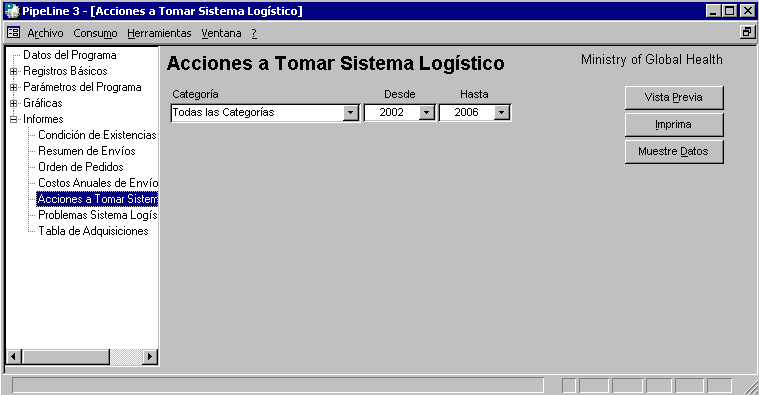 PipeLine 3 - [Acciones a Tomar Sistema Logístico]
Archivo Consumo Herramientas Ventana ?
Datos del Programa
Registros Básicos
Parámetros del Programa
Gráficas
Informes
Condición de Existencias
Resumen de Envíos
Orden de Pedidos
Costos Anuales de Envío
Acciones a Tomar Sistem
Problemas Sistema Logís
Tabla de Adquisiciones
Acciones a Tomar Sistema Logístico
Ministry of Global Health
Categoría Desde Hasta
Todas las Categorías 2002 2006
Vista Previa
Imprima
Muestre Datos